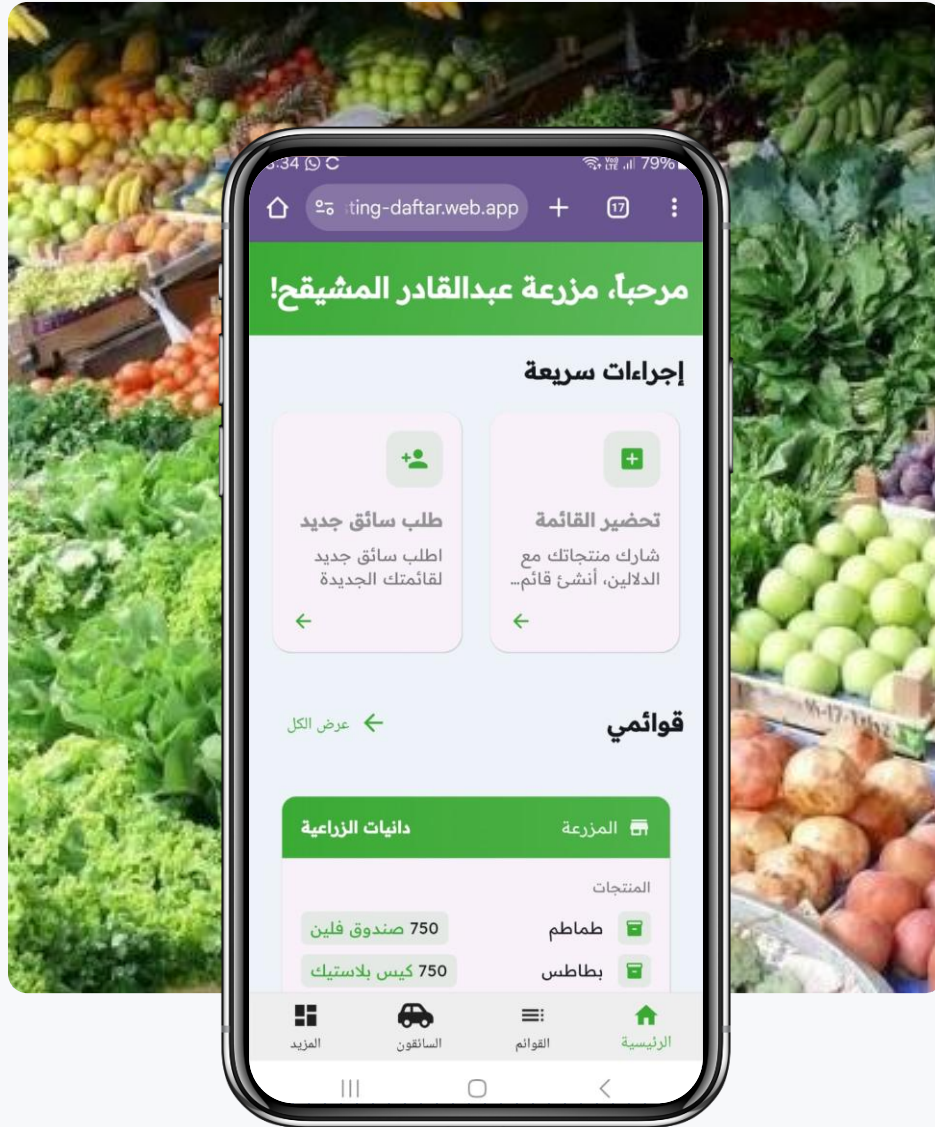 3:34
79%
ting-daftar.web.app
17
مرحباً، مزرعة عبدالقادر المشيقح!
إجراءات سريعة
تحضير القائمة
شارك منتجاتك مع
الدلالين، أنشئ قائم...
طلب سائق جديد
اطلب سائق جديد
لقائمتك الجديدة
قوائمي
عرض الكل
المزرعة
دانيات الزراعية
المنتجات
طماطم
750 صندوق فلين
بطاطس
750 كيس بلاستيك
الرئيسية
القوائم
السائقون
المزيد